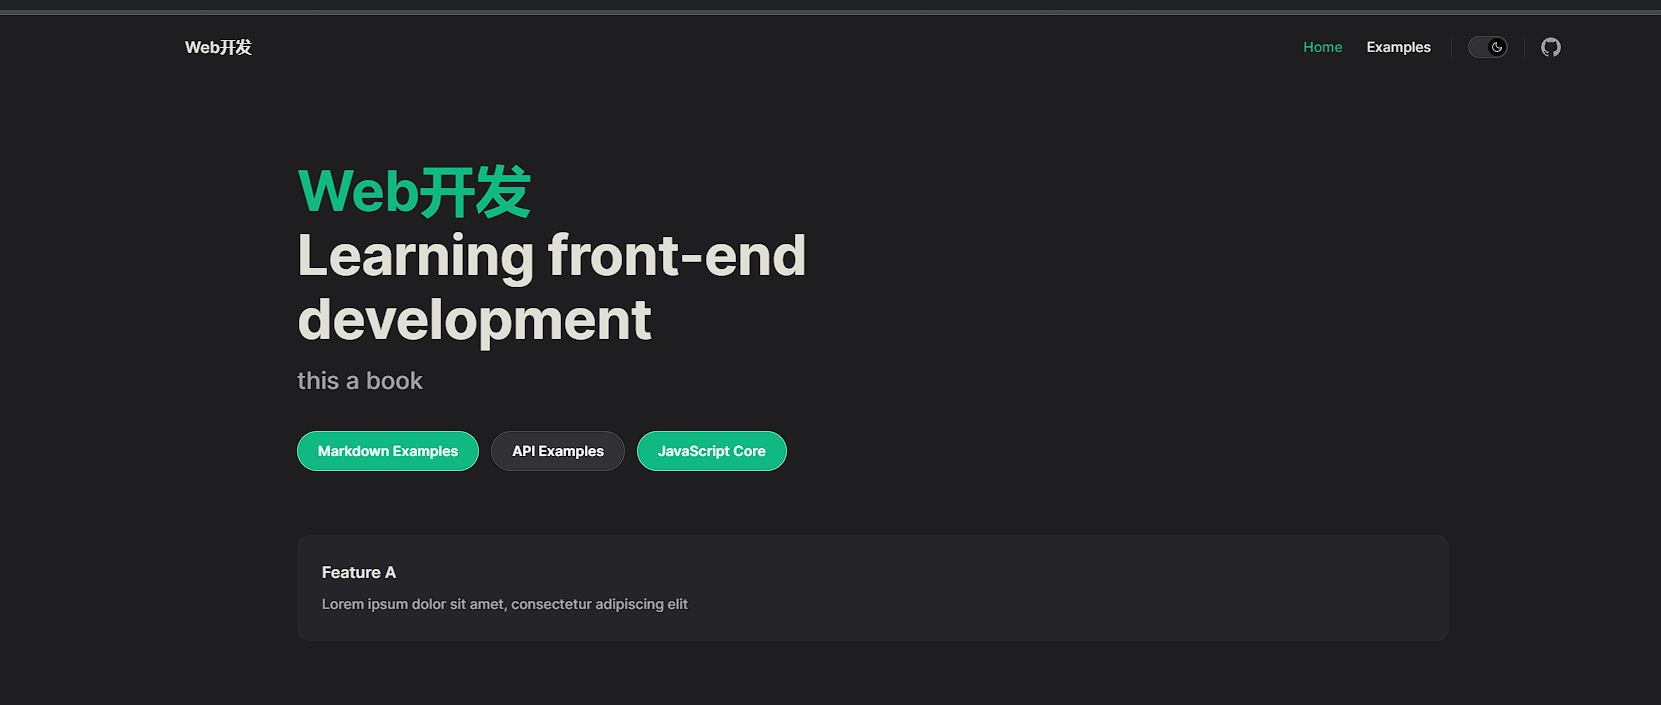 Web开发
Home Examples
Web开发
Learning front-end
development
this a book
Markdown Examples API Examples JavaScript Core
Feature A
Lorem ipsum dolor sit amet, consectetur adipiscing elit